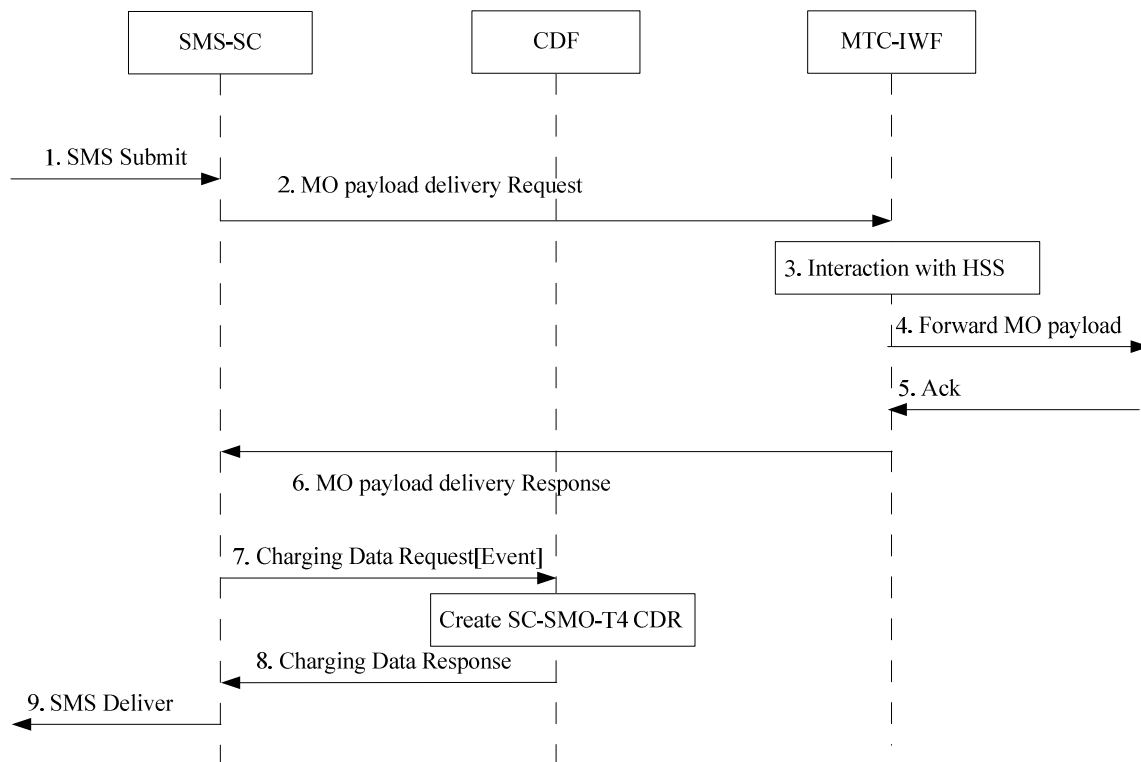 SMS-SC
CDF
MTC-IWF
1. SMS Submit
2. MO payload delivery Request
3. Interaction with HSS
4. Forward MO payload
5. Ack
6. MO payload delivery Response
7. Charging Data Request[Event]
Create SC-SMO-T4 CDR
8. Charging Data Response
9. SMS Deliver